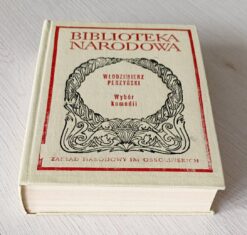 BIBLIOTEKA
NARODOWA
WŁODZIMIERZ
PERZYŃSKI
Wybór
komedii
ZAKŁAD NARODOWY IM. OSSOLIŃSKICH